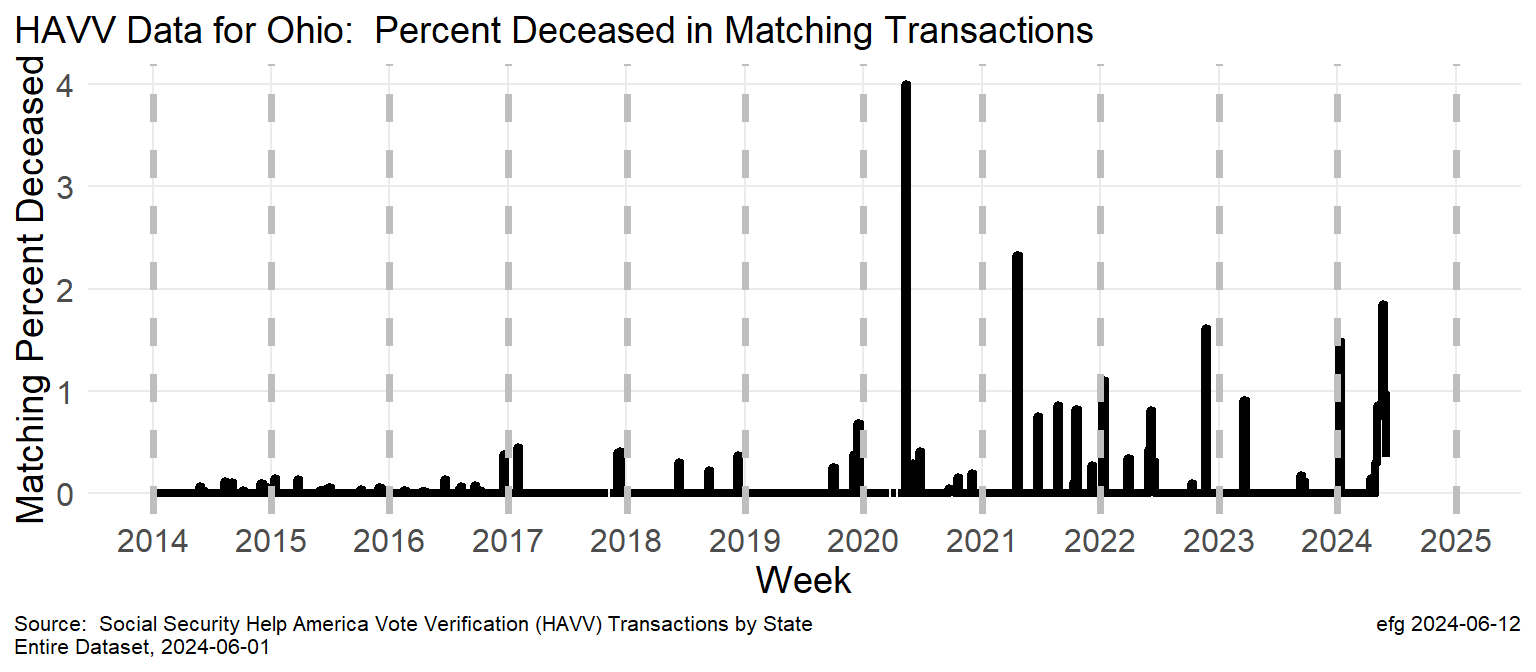 HAVV Data for Ohio:  Percent Deceased in Matching Transactions
Matching Percent Deceased
4
3
2
1
0
2014 2015 2016 2017 2018 2019 2020 2021 2022 2023 2024 2025
Week
Source:  Social Security Help America Vote Verification (HAVV) Transactions by State
Entire Dataset, 2024-06-01
efg 2024-06-12